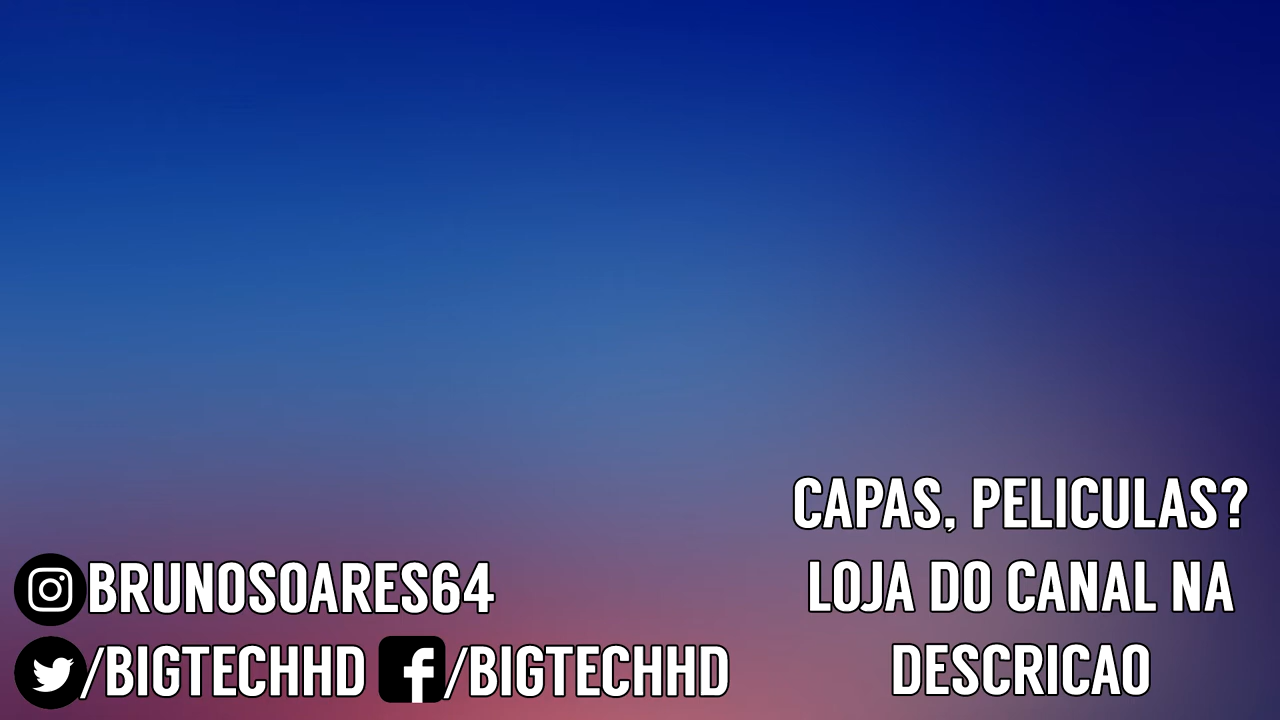 BRUNOSOARES64
/BIGTECHHD /BIGTECHHD
CAPAS, PELICULAS?
LOJA DO CANAL NA
DESCRICAO